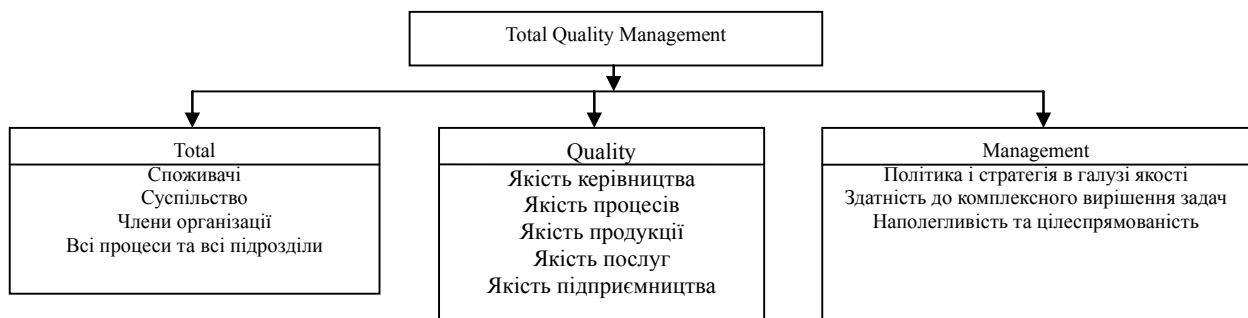 Total Quality Management
Total
Споживачі
Суспільство
Члени організації
Всі процеси та всі підрозділи
Quality
Якість керівництва
Якість процесів
Якість продукції
Якість послуг
Якість підприємництва
Management
Політика і стратегія в галузі якості
Здатність до комплексного вирішення задач
Наполегливість та цілеспрямованість